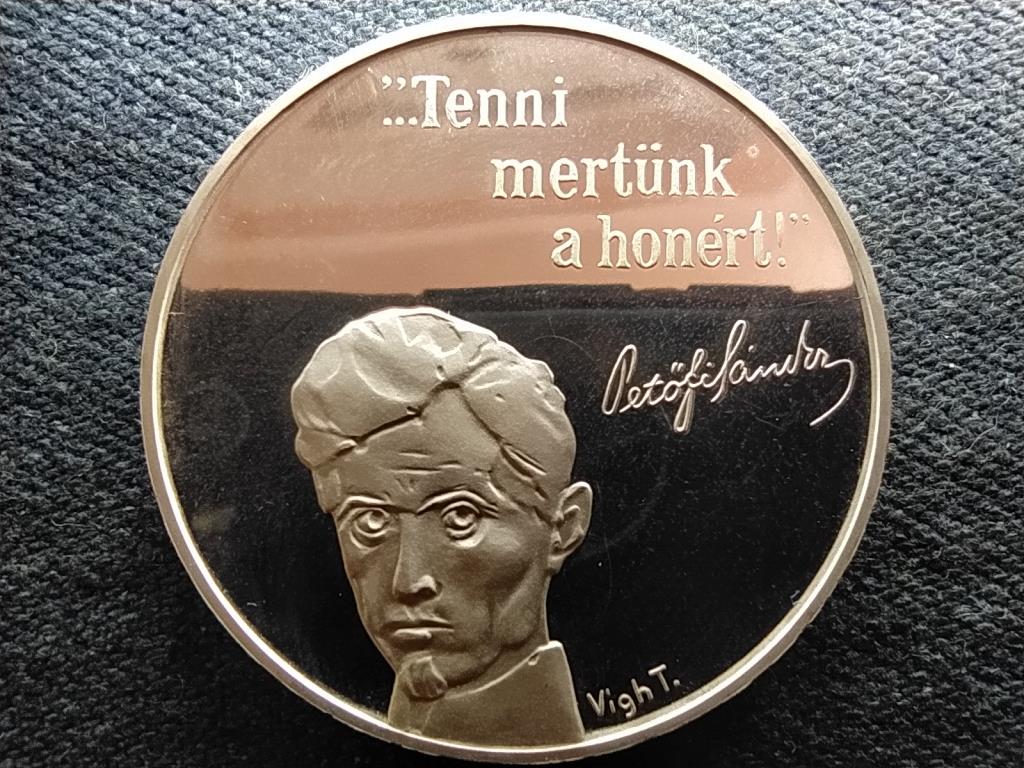 "...Tenni
mertünk
a honért!"
Petőfi Sándor
Vigh T.